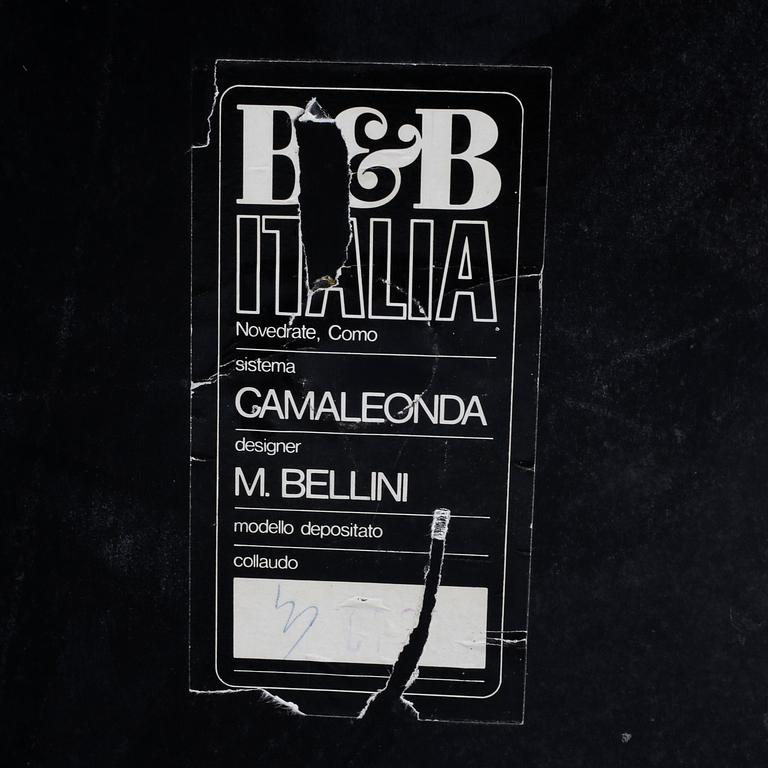 B&B
ITALIA
Novedrate, Como
sistema
CAMALEONDA
designer
M. BELLINI
modello depositato
collaudo